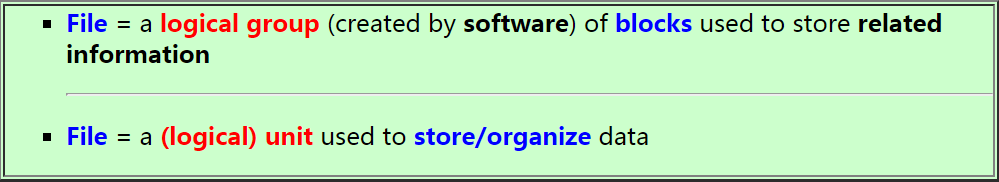 File = a logical group (created by software) of blocks used to store related
information
File = a (logical) unit used to store/organize data